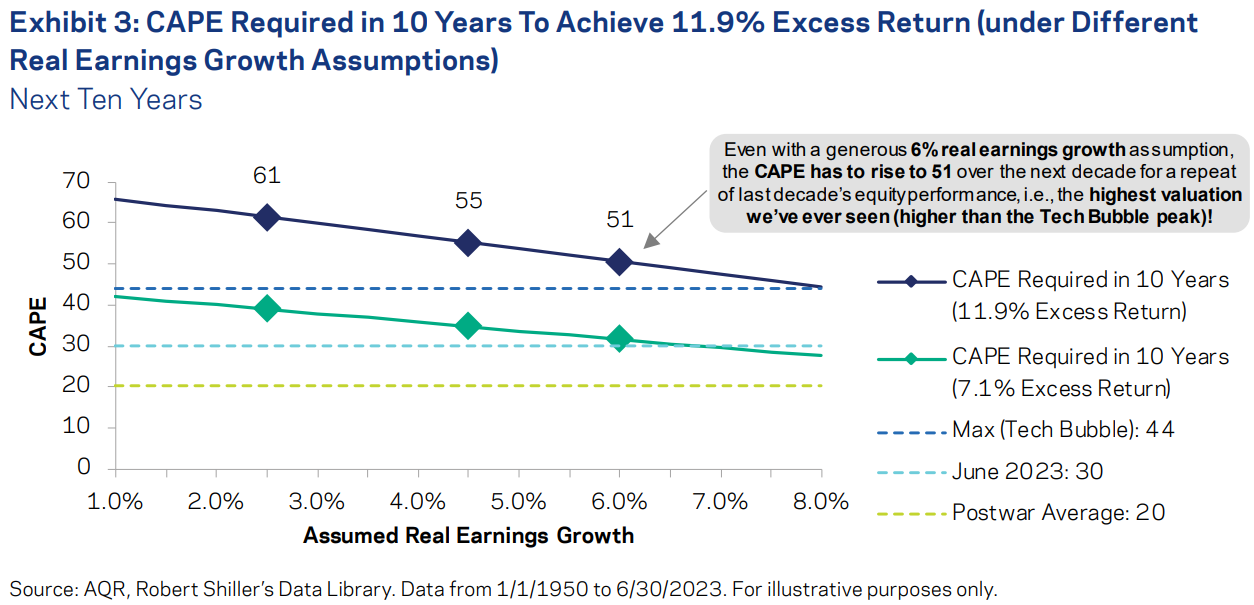 Exhibit 3: CAPE Required in 10 Years To Achieve 11.9% Excess Return (under Different
Real Earnings Growth Assumptions)
Next Ten Years
Even with a generous 6% real earnings growth assumption,
the CAPE has to rise to 51 over the next decade for a repeat
of last decade's equity performance, i.e., the highest valuation
we've ever seen (higher than the Tech Bubble peak)!
61
55
51
CAPE
70
60
50
40
30
20
10
0
1.0% 2.0% 3.0% 4.0% 5.0% 6.0% 7.0% 8.0%
Assumed Real Earnings Growth
CAPE Required in 10 Years
(11.9% Excess Return)
CAPE Required in 10 Years
(7.1% Excess Return)
Max (Tech Bubble): 44
June 2023: 30
Postwar Average: 20
Source: AQR, Robert Shiller's Data Library. Data from 1/1/1950 to 6/30/2023. For illustrative purposes only.